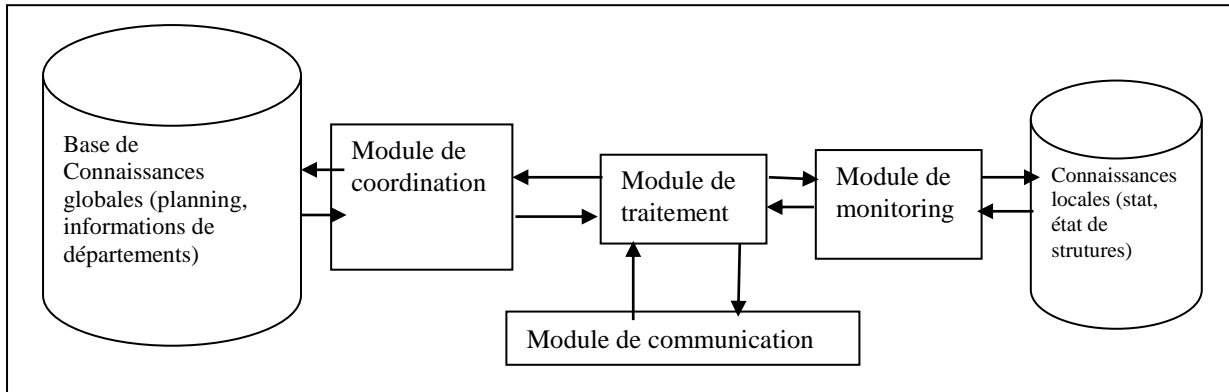 Base de
Connaissances
globales (planning,
informations de
départements)
Module de
coordination
Module de
traitement
Module de
monitoring
Connaissances
locales (stat,
état de
strutures)
Module de communication